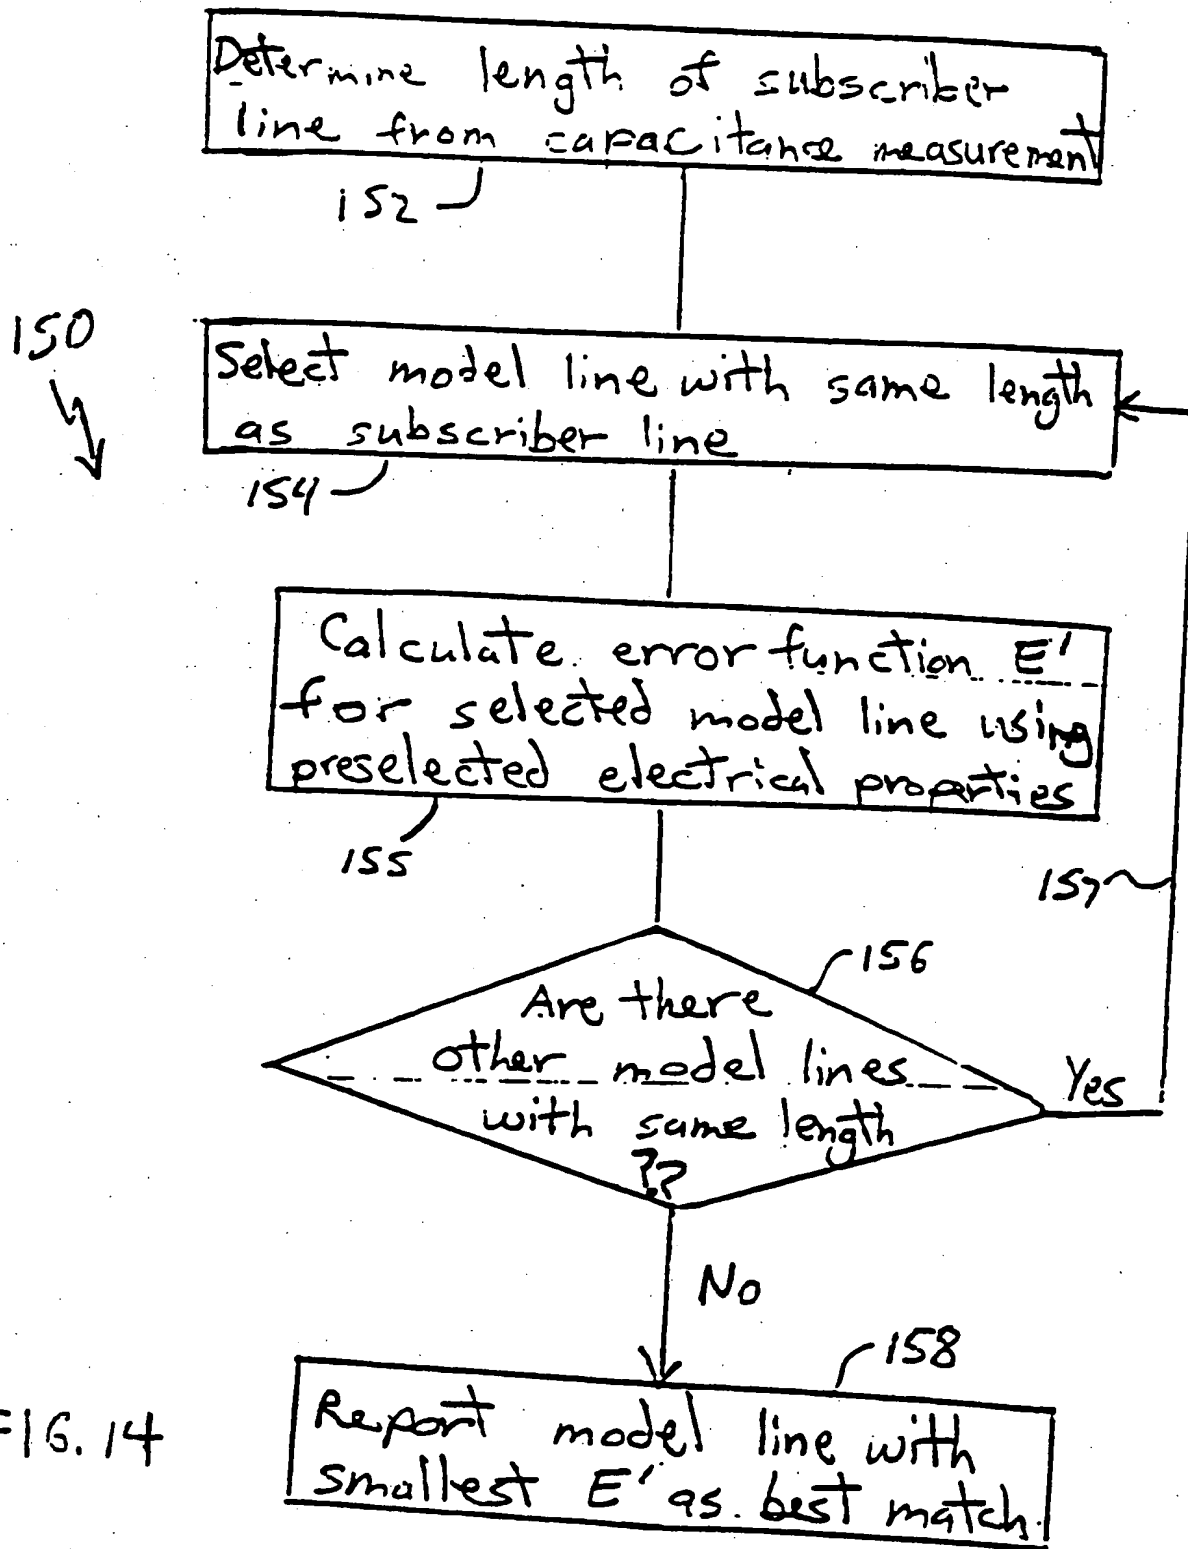 Determine length of subscriber
line from capacitance measurement
152
150
Select model line with same length
as subscriber line
154
Calculate error function E'
for selected model line using
preselected electrical properties
155
157
156
Are there
other model lines
with same length
??
Yes
No
158
Report model line with
smallest E' as best match.
FIG. 14